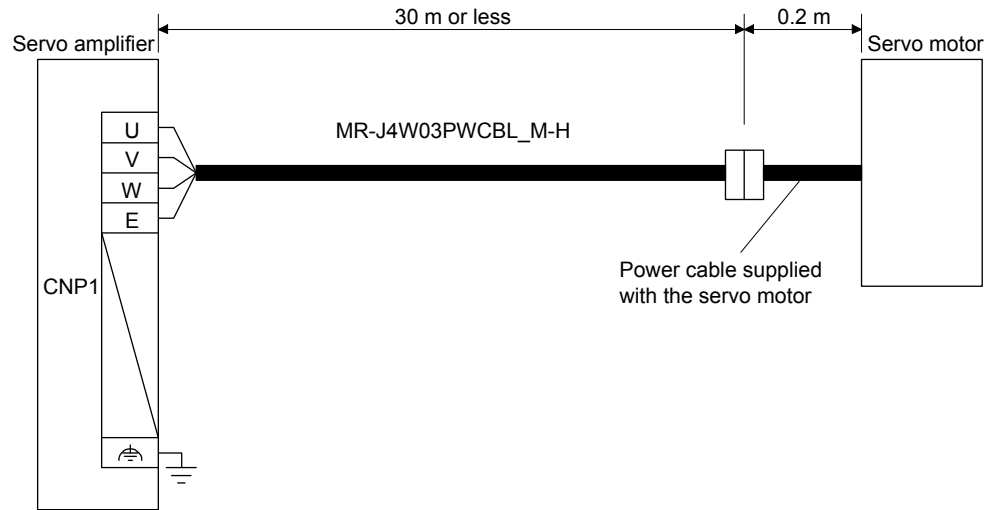 30 m or less
0.2 m
Servo amplifier
Servo motor
U
MR-J4W03PWCBL_M-H
V
W
E
CNP1
Power cable supplied
with the servo motor